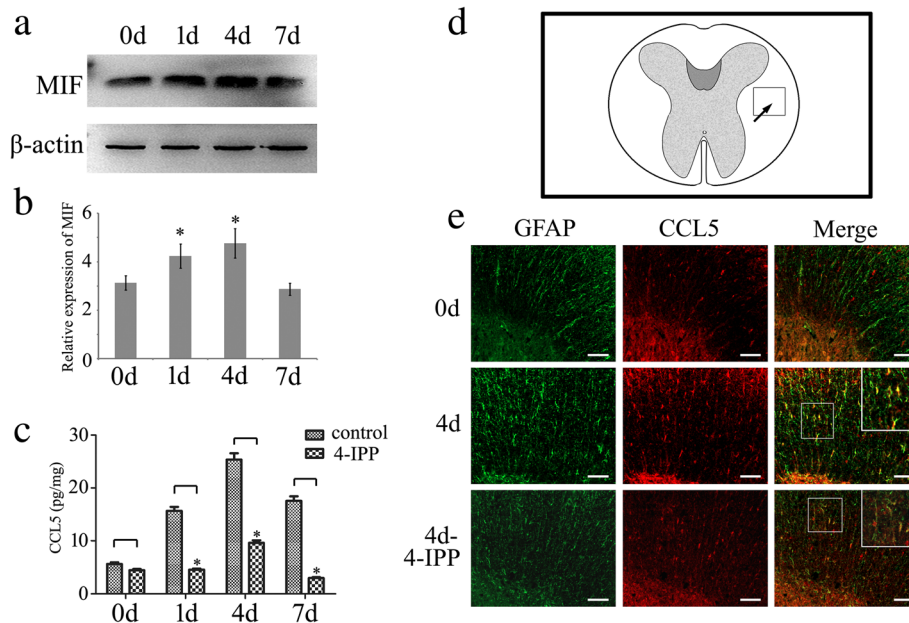 a
0d 1d 4d 7d
MIF
β-actin
b
Relative expression of MIF
6
4
2
0
* *
0d 1d 4d 7d
c
CCL5 (pg/mg)
30
20
10
0
control
4-IPP
* * *
0d 1d 4d 7d
d
e
GFAP CCL5 Merge
0d
4d
4d-
4-IPP